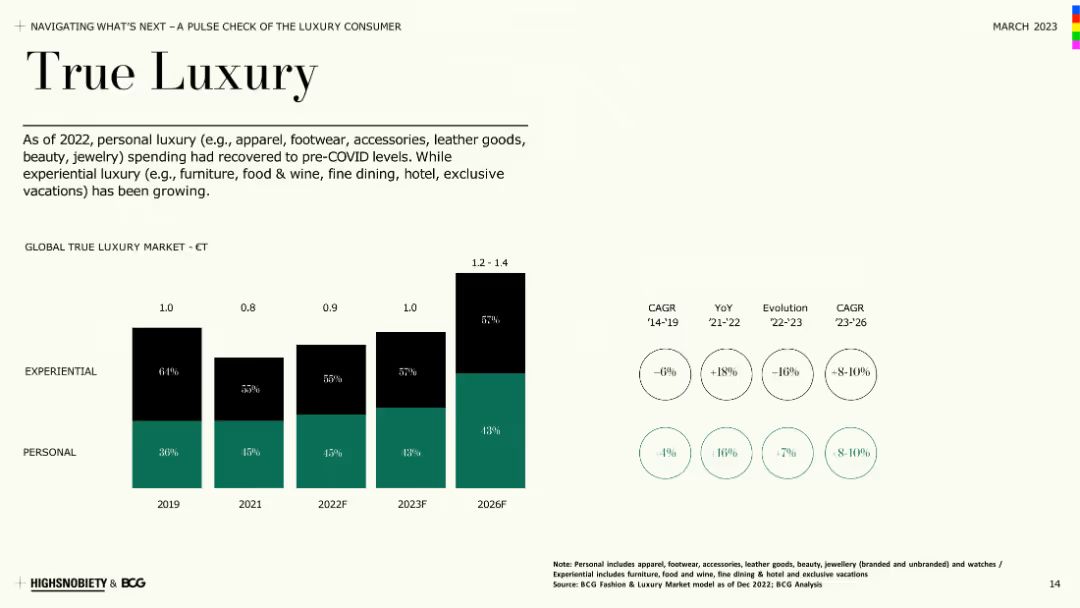 NAVIGATING WHAT'S NEXT – A PULSE CHECK OF THE LUXURY CONSUMER
MARCH 2023
True Luxury
As of 2022, personal luxury (e.g., apparel, footwear, accessories, leather goods,
beauty, jewelry) spending had recovered to pre-COVID levels. While
experiential luxury (e.g., furniture, food & wine, fine dining, hotel, exclusive
vacations) has been growing.
GLOBAL TRUE LUXURY MARKET - €T
1.0 0.8 0.9 1.0 1.2 - 1.4
EXPERIENTIAL
64% 55% 55% 57% 57%
PERSONAL
36% 45% 45% 43% 43%
2019 2021 2022F 2023F 2026F
CAGR YoY Evolution CAGR
'14-'19 '21-'22 '22-'23 '23-'26
~6% +18% ~16% +8-10%
4% 16% 7% 8-10%
Note: Personal includes apparel, footwear, accessories, leather goods, beauty, jewellery (branded and unbranded) and watches /
Experiential includes furniture, food and wine, fine dining & hotel and exclusive vacations
Source: BCG Fashion & Luxury Market model as of Dec 2022; BCG Analysis
HIGHSNOBIETY & BCG
14